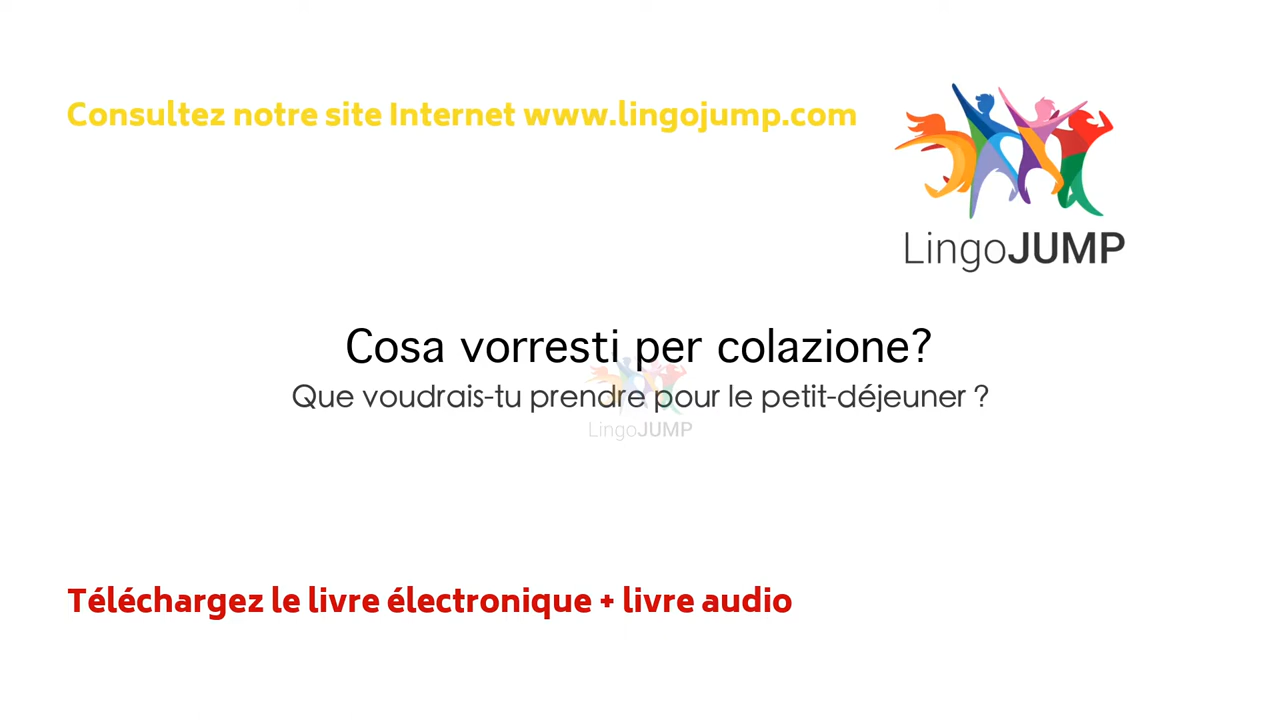 Consultez notre site Internet www.lingojump.com
LingoJUMP
Cosa vorresti per colazione?
Que voudrais-tu prendre pour le petit-déjeuner ?
LingoJUMP
Téléchargez le livre électronique + livre audio